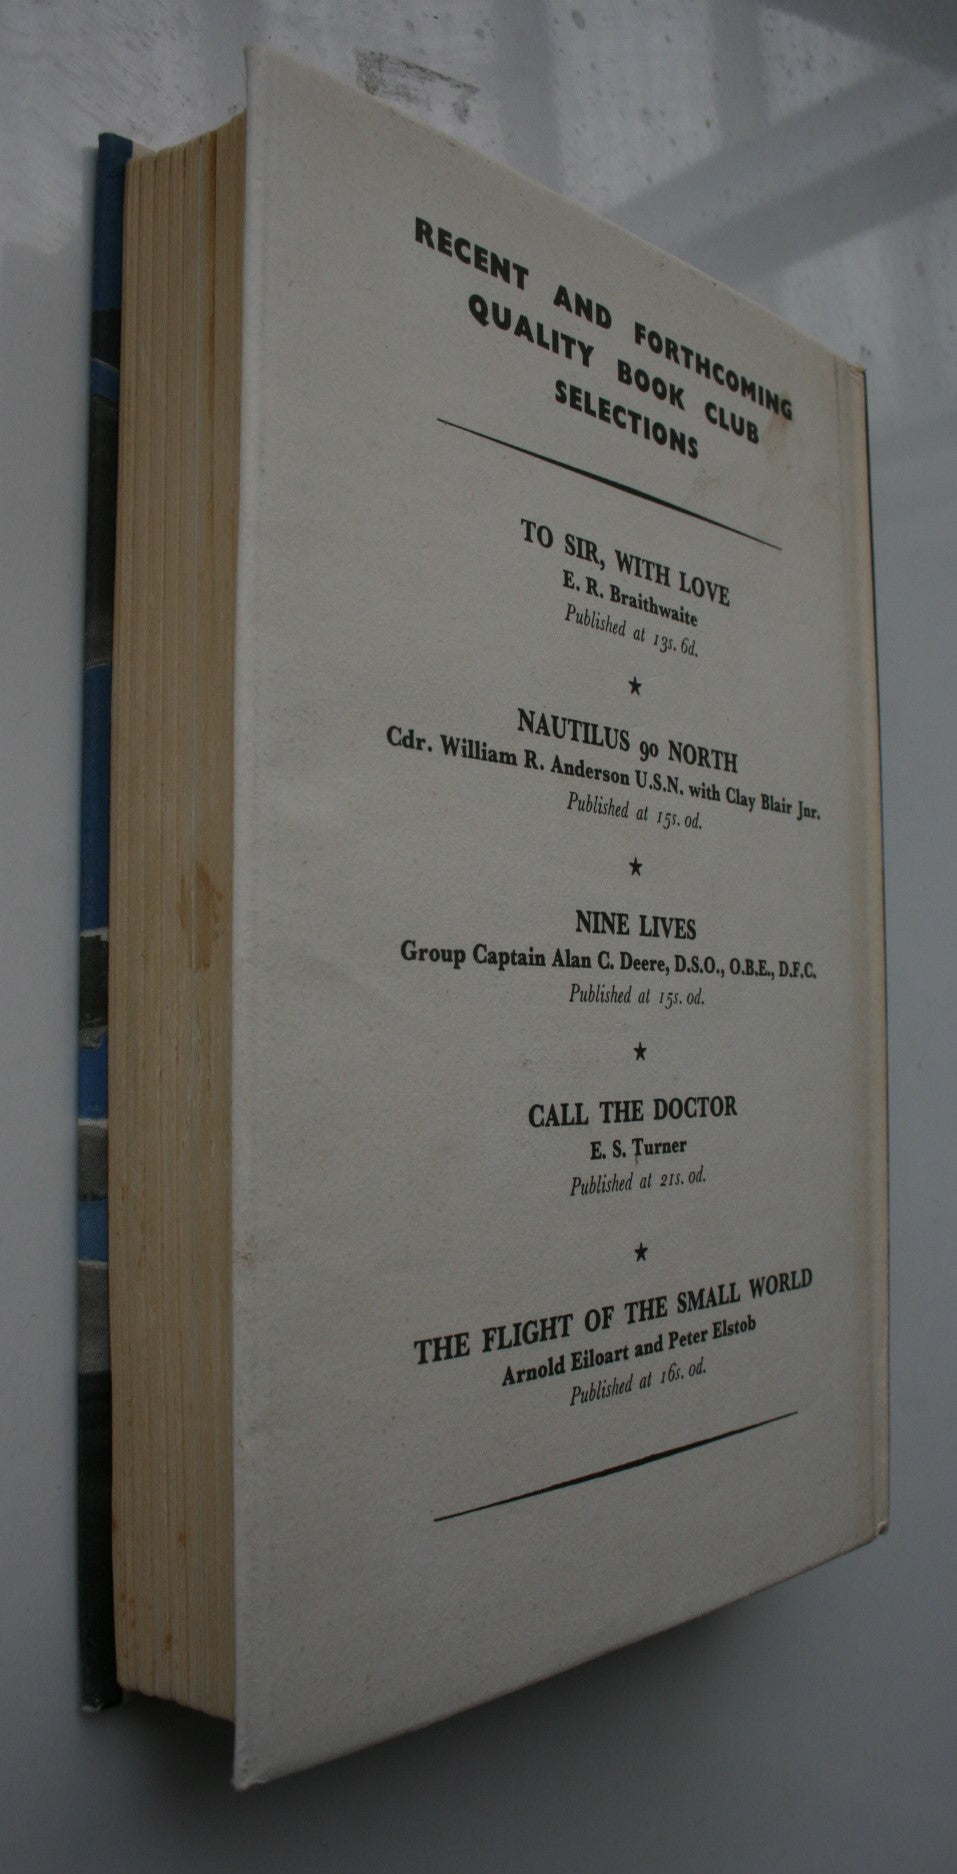 RECENT AND FORTHCOMING
QUALITY BOOK CLUB
SELECTIONS
TO SIR, WITH LOVE
E. R. Braithwaite
Published at 13s. 6d.
NAUTILUS 90 NORTH
Cdr. William R. Anderson U.S.N. with Clay Blair Jnr.
Published at 15s. od.
NINE LIVES
Group Captain Alan C. Deere, D.S.O., O.B.E., D.F.C.
Published at 15s. od.
CALL THE DOCTOR
E. S. Turner
Published at 21s. od.
THE FLIGHT OF THE SMALL WORLD
Arnold Eiloart and Peter Elstob
Published at 16s. od.